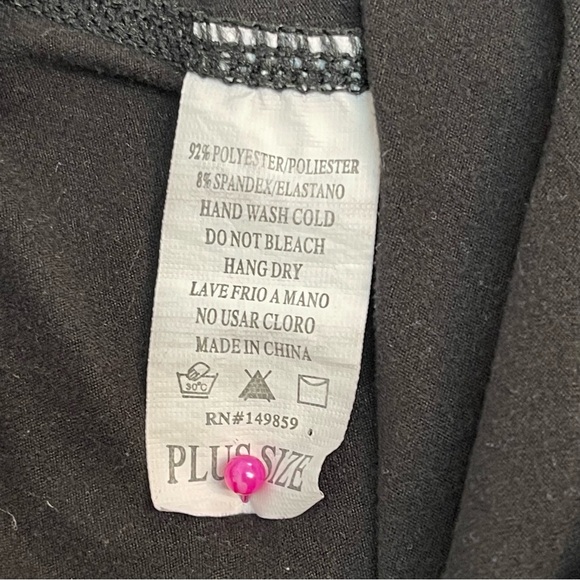 92% POLYESTER/POLIESTER
8% SPANDEX/ELASTANO
HAND WASH COLD
DO NOT BLEACH
HANG DRY
LAVE FRIO A MANO
NO USAR CLORO
MADE IN CHINA
30°C
RN#149859
PLUS SIZE